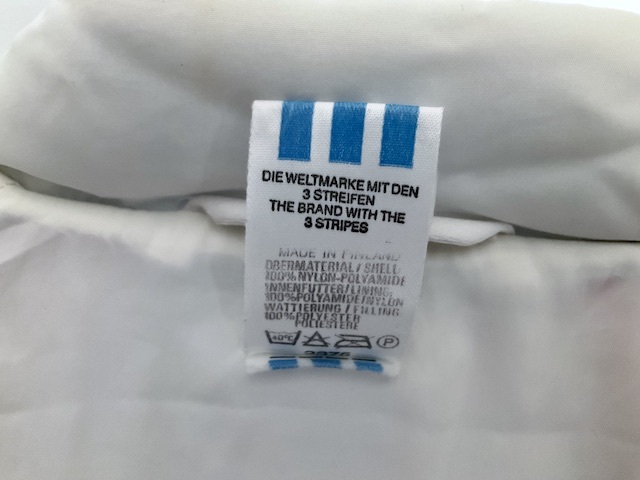 DIE WELTMARKE MIT DEN
3 STREIFEN
THE BRAND WITH THE
3 STRIPES
MADE IN FINLAND
OBERMATERIAL/SHELL
100% NYLON-POLYAMIDE
INNENFUTTER/LINING
100%POLYAMIDE/NYLON
WATTIERUNG/FILLING
100%POLYESTER
POLIESTERE
40°C
P